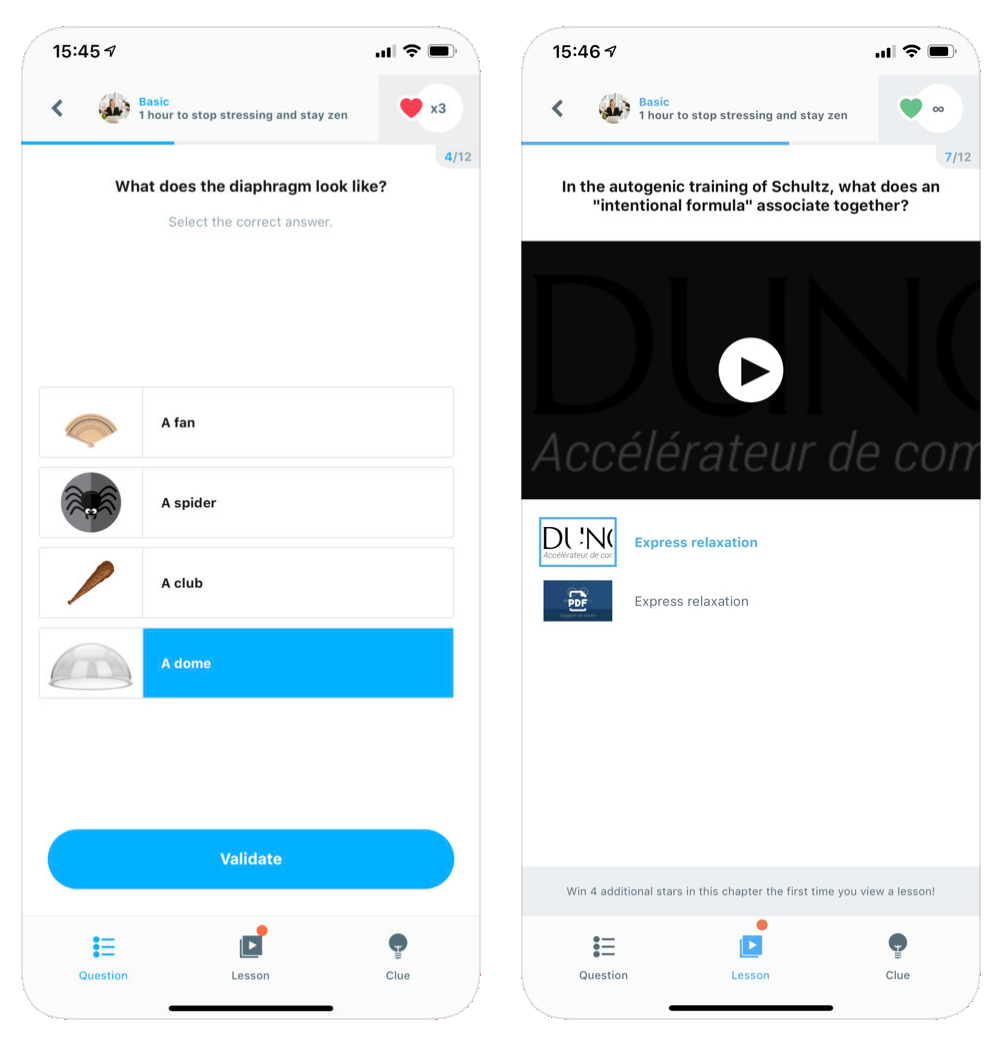 15:45
Basic
1 hour to stop stressing and stay zen
x3
4/12
What does the diaphragm look like?
Select the correct answer.
A fan
A spider
A club
A dome
Validate
Question
Lesson
Clue
15:46
Basic
1 hour to stop stressing and stay zen
∞
7/12
In the autogenic training of Schultz, what does an
"intentional formula" associate together?
Accélérateur de com
Express relaxation
Accélérateur de cor
PDF
Express relaxation
Win 4 additional stars in this chapter the first time you view a lesson!
Question
Lesson
Clue